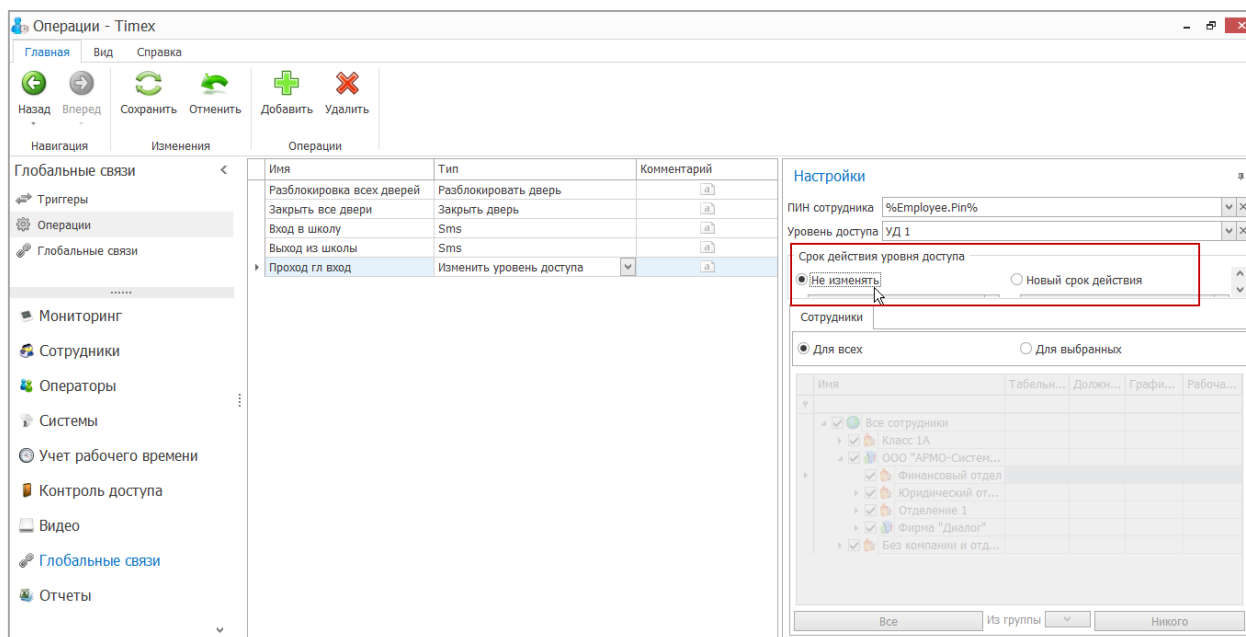 Операции - Timex
Главная Вид Справка
Назад Вперед Сохранить Отменить Добавить Удалить
Навигация Изменения Операции
Глобальные связи
Триггеры
Операции
Глобальные связи
Мониторинг
Сотрудники
Операторы
Системы
Учет рабочего времени
Контроль доступа
Видео
Глобальные связи
Отчеты
Имя Тип Комментарий
Разблокировка всех дверей Разблокировать дверь
Закрыть все двери Закрыть дверь
Вход в школу Sms
Выход из школы Sms
Проход гл вход Изменить уровень доступа
Настройки
ПИН сотрудника %Employee.Pin%
Уровень доступа УД 1
Срок действия уровня доступа
Не изменять Новый срок действия
Сотрудники
Для всех Для выбранных
Имя Табельн... Должн... Графи... Рабоча...
Все сотрудники
Класс 1А
ООО "АРМО-Систем...
Финансовый отдел
Юридический от...
Отделение 1
Фирма "Диалог"
Без компании и отд...
Все Из группы Никого